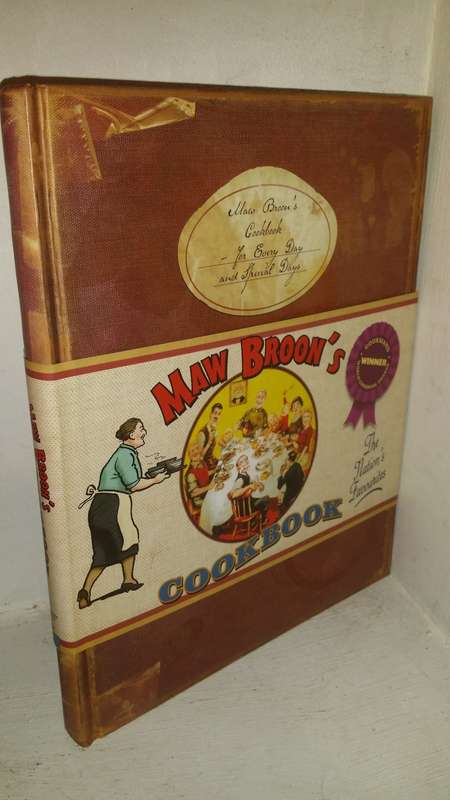 Maw Broon's
Cookbook
- for Every Day
and Special Days.
MAW BROON'S
COOKBOOK
WINNER
The
Nation's
Favourites
MAW BROON'S